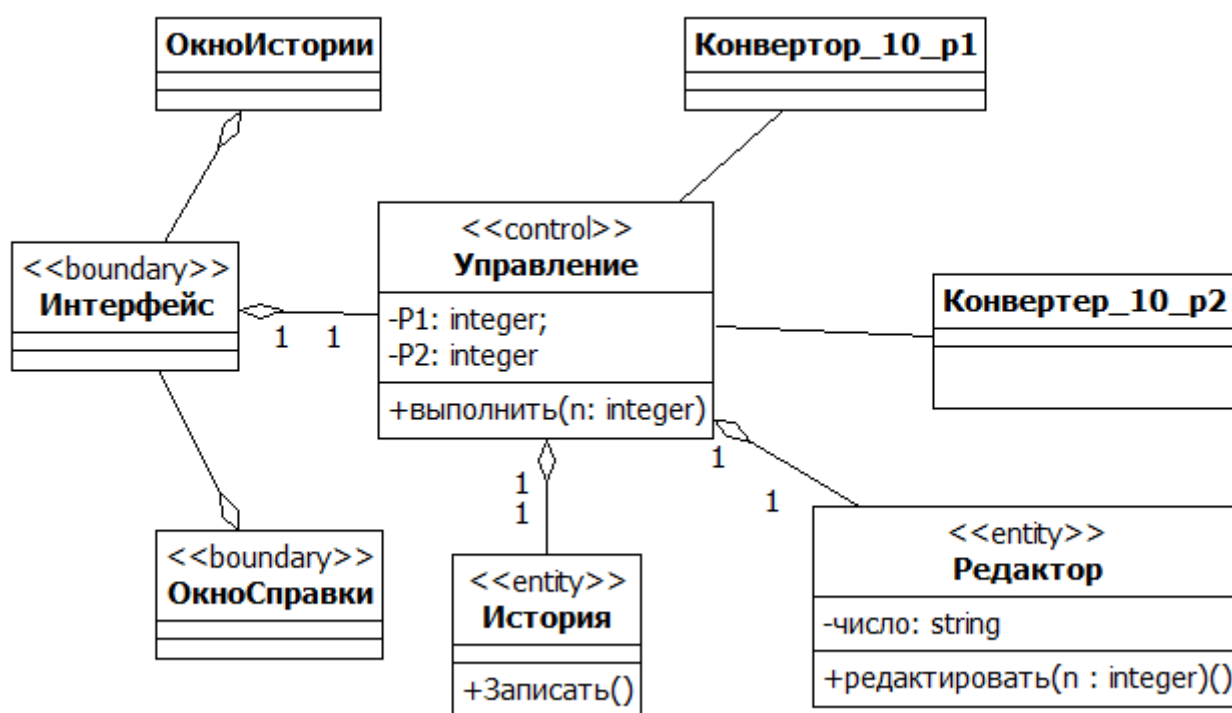 ОкноИстории
Конвертор_10_p1
<<control>>
Управление
-P1: integer;
-P2: integer
+выполнить(n: integer)
<<boundary>>
Интерфейс
1 1
Конвертер_10_p2
1
1
1
1
<<boundary>>
ОкноСправки
<<entity>>
История
+Записать()
<<entity>>
Редактор
-число: string
+редактировать(n : integer)()